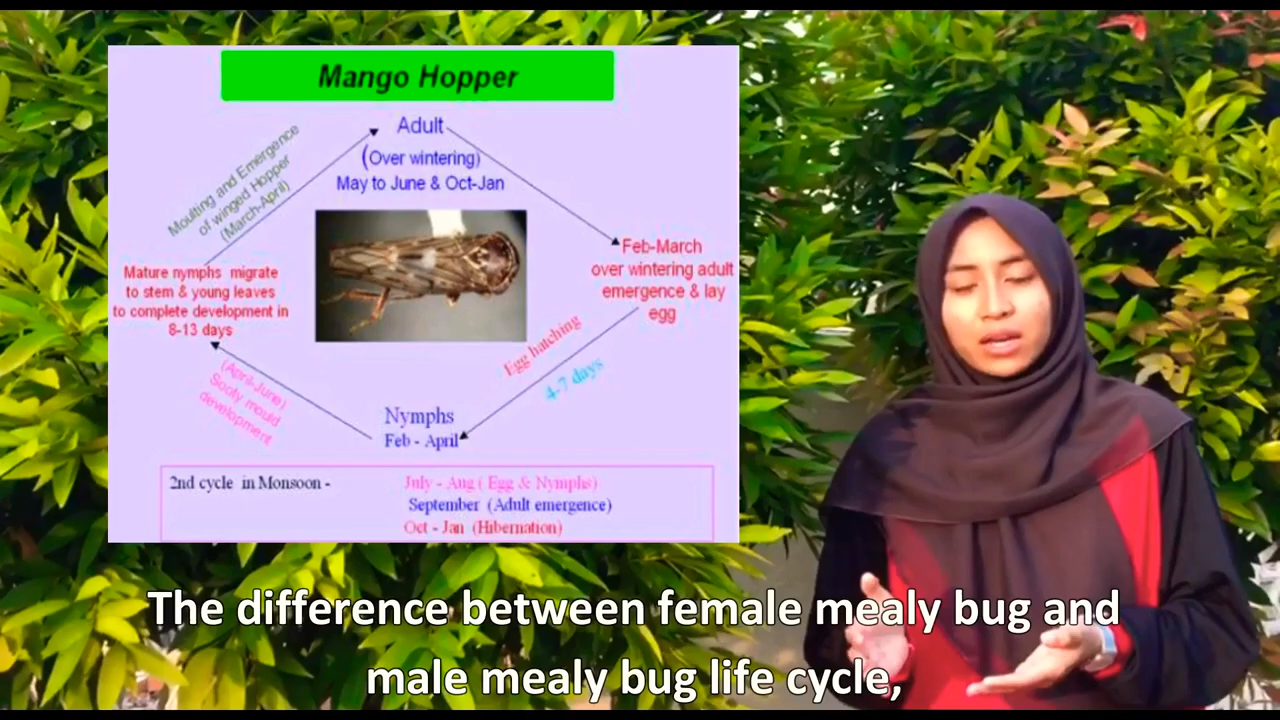 Mango Hopper
Adult
(Over wintering)
May to June & Oct-Jan
Moulting and Emergence
of winged Hopper
(March-April)
Feb-March
over wintering adult
emergence & lay
egg
Mature nymphs migrate
to stem & young leaves
to complete development in
8-13 days
Egg hatching
4-7 days
(April-June)
Sooty mould
development
Nymphs
Feb - April
2nd cycle in Monsoon - July - Aug ( Egg & Nymphs)
September (Adult emergence)
Oct - Jan (Hibernation)
The difference between female mealy bug and
male mealy bug life cycle,